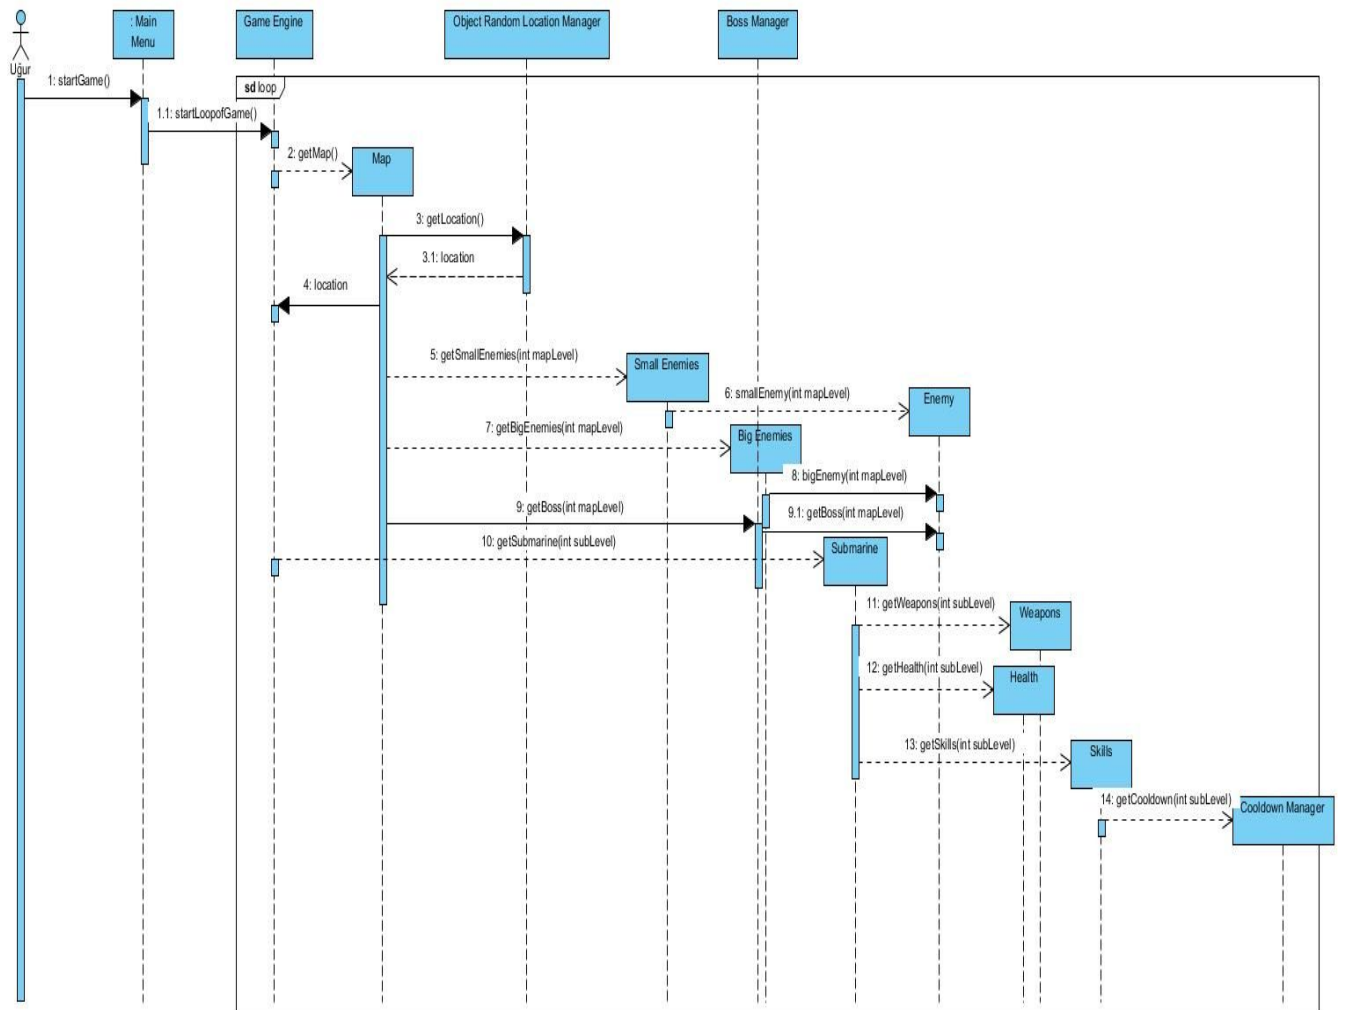 : Main
Menu
Game Engine
Object Random Location Manager
Boss Manager
Uğur
1: startGame()
sd loop
1.1: startLoopofGame()
2: getMap()
Map
3: getLocation()
3.1: location
4: location
5: getSmallEnemies(int mapLevel)
Small Enemies
6: smallEnemy(int mapLevel)
Enemy
7: getBigEnemies(int mapLevel)
Big Enemies
8: bigEnemy(int mapLevel)
9: getBoss(int mapLevel)
9.1: getBoss(int mapLevel)
10: getSubmarine(int subLevel)
Submarine
11: getWeapons(int subLevel)
Weapons
12: getHealth(int subLevel)
Health
13: getSkills(int subLevel)
Skills
14: getCooldown(int subLevel)
Cooldown Manager